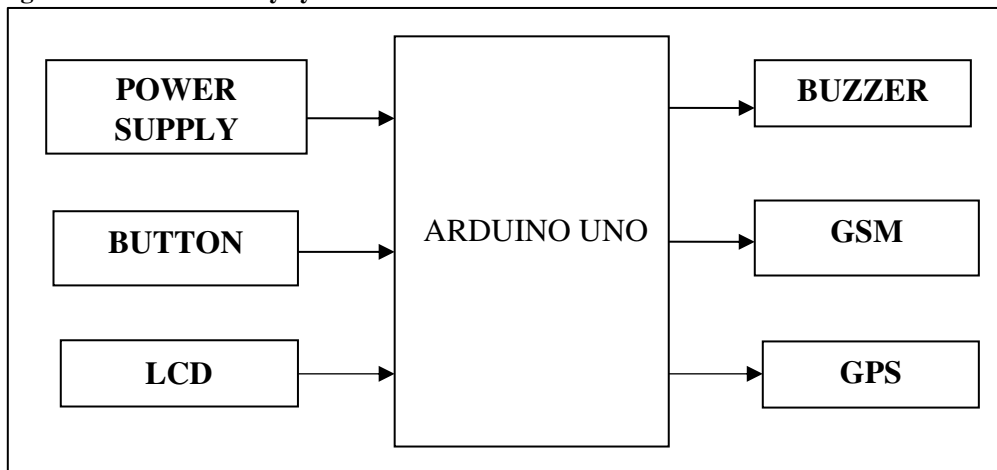 POWER
SUPPLY
BUTTON
LCD
ARDUINO UNO
BUZZER
GSM
GPS